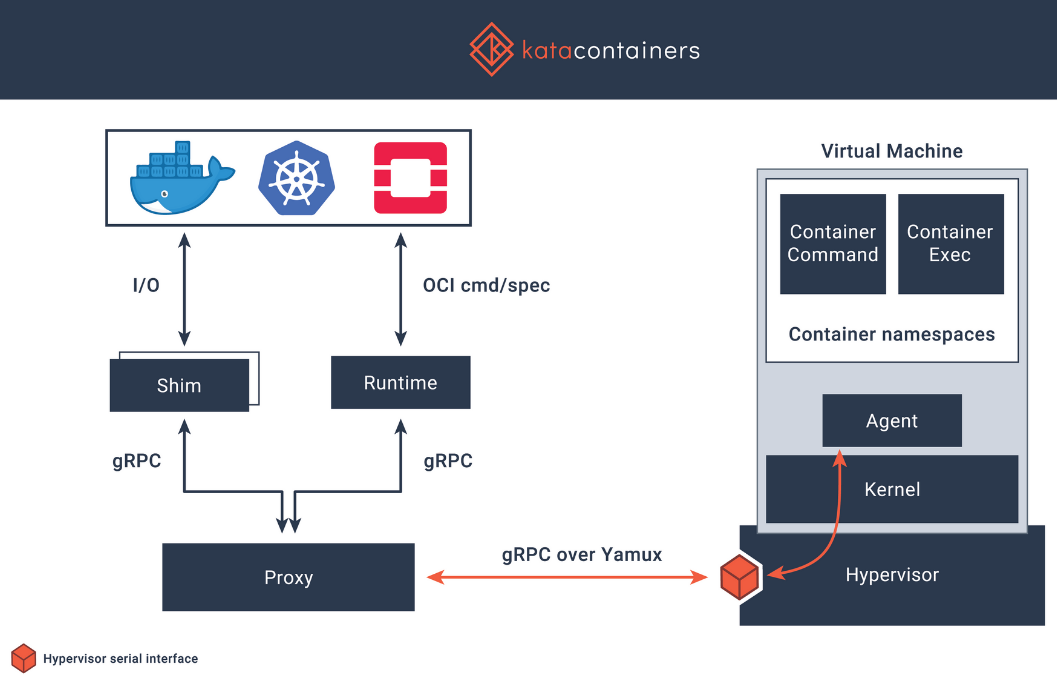 katacontainers
Virtual Machine
Container
Command
Container
Exec
Container namespaces
I/O
OCI cmd/spec
Shim
Runtime
Agent
gRPC
gRPC
Kernel
gRPC over Yamux
Proxy
Hypervisor
Hypervisor serial interface